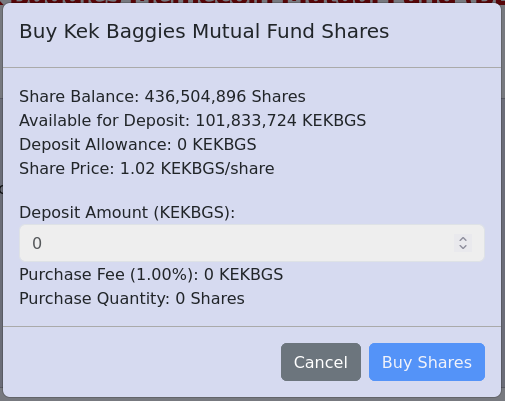 Buy Kek Baggies Mutual Fund Shares
Share Balance: 436,504,896 Shares
Available for Deposit: 101,833,724 KEKBGS
Deposit Allowance: 0 KEKBGS
Share Price: 1.02 KEKBGS/share
Deposit Amount (KEKBGS):
0
Purchase Fee (1.00%): 0 KEKBGS
Purchase Quantity: 0 Shares
Cancel
Buy Shares